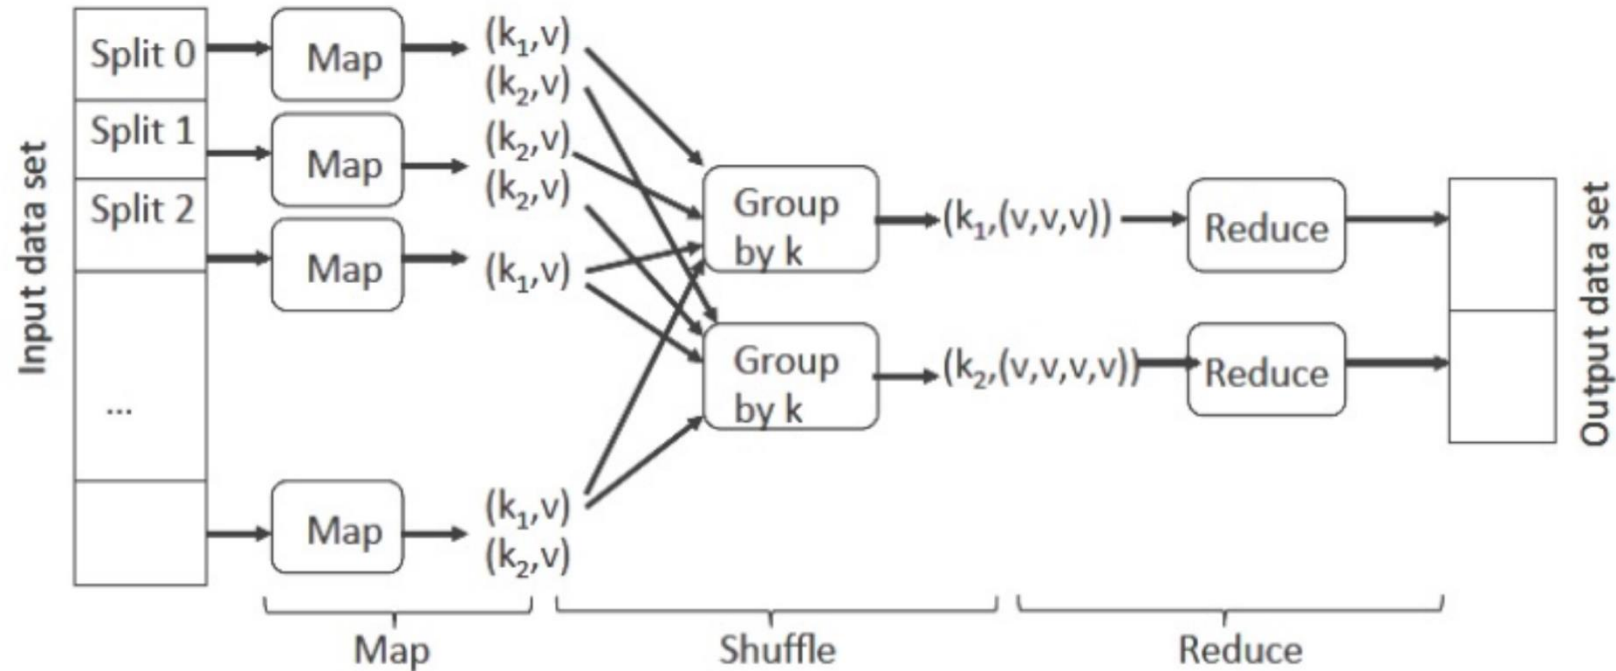 Input data set
Split 0
Split 1
Split 2
...
Map
Map
Map
Map
(k₁,v)
(k₂,v)
(k₂,v)
(k₂,v)
(k₁,v)
(k₁,v)
(k₂,v)
Group
by k
Group
by k
(k₁,(v,v,v))
(k₂,(v,v,v,v))
Reduce
Reduce
Output data set
Map
Shuffle
Reduce